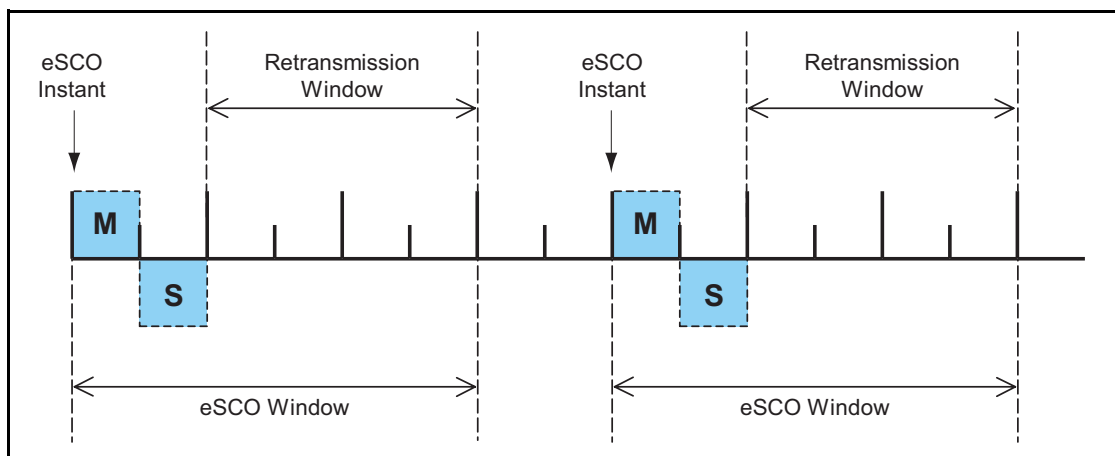 eSCO
Instant
Retransmission
Window
eSCO
Instant
Retransmission
Window
M
S
M
S
eSCO Window
eSCO Window